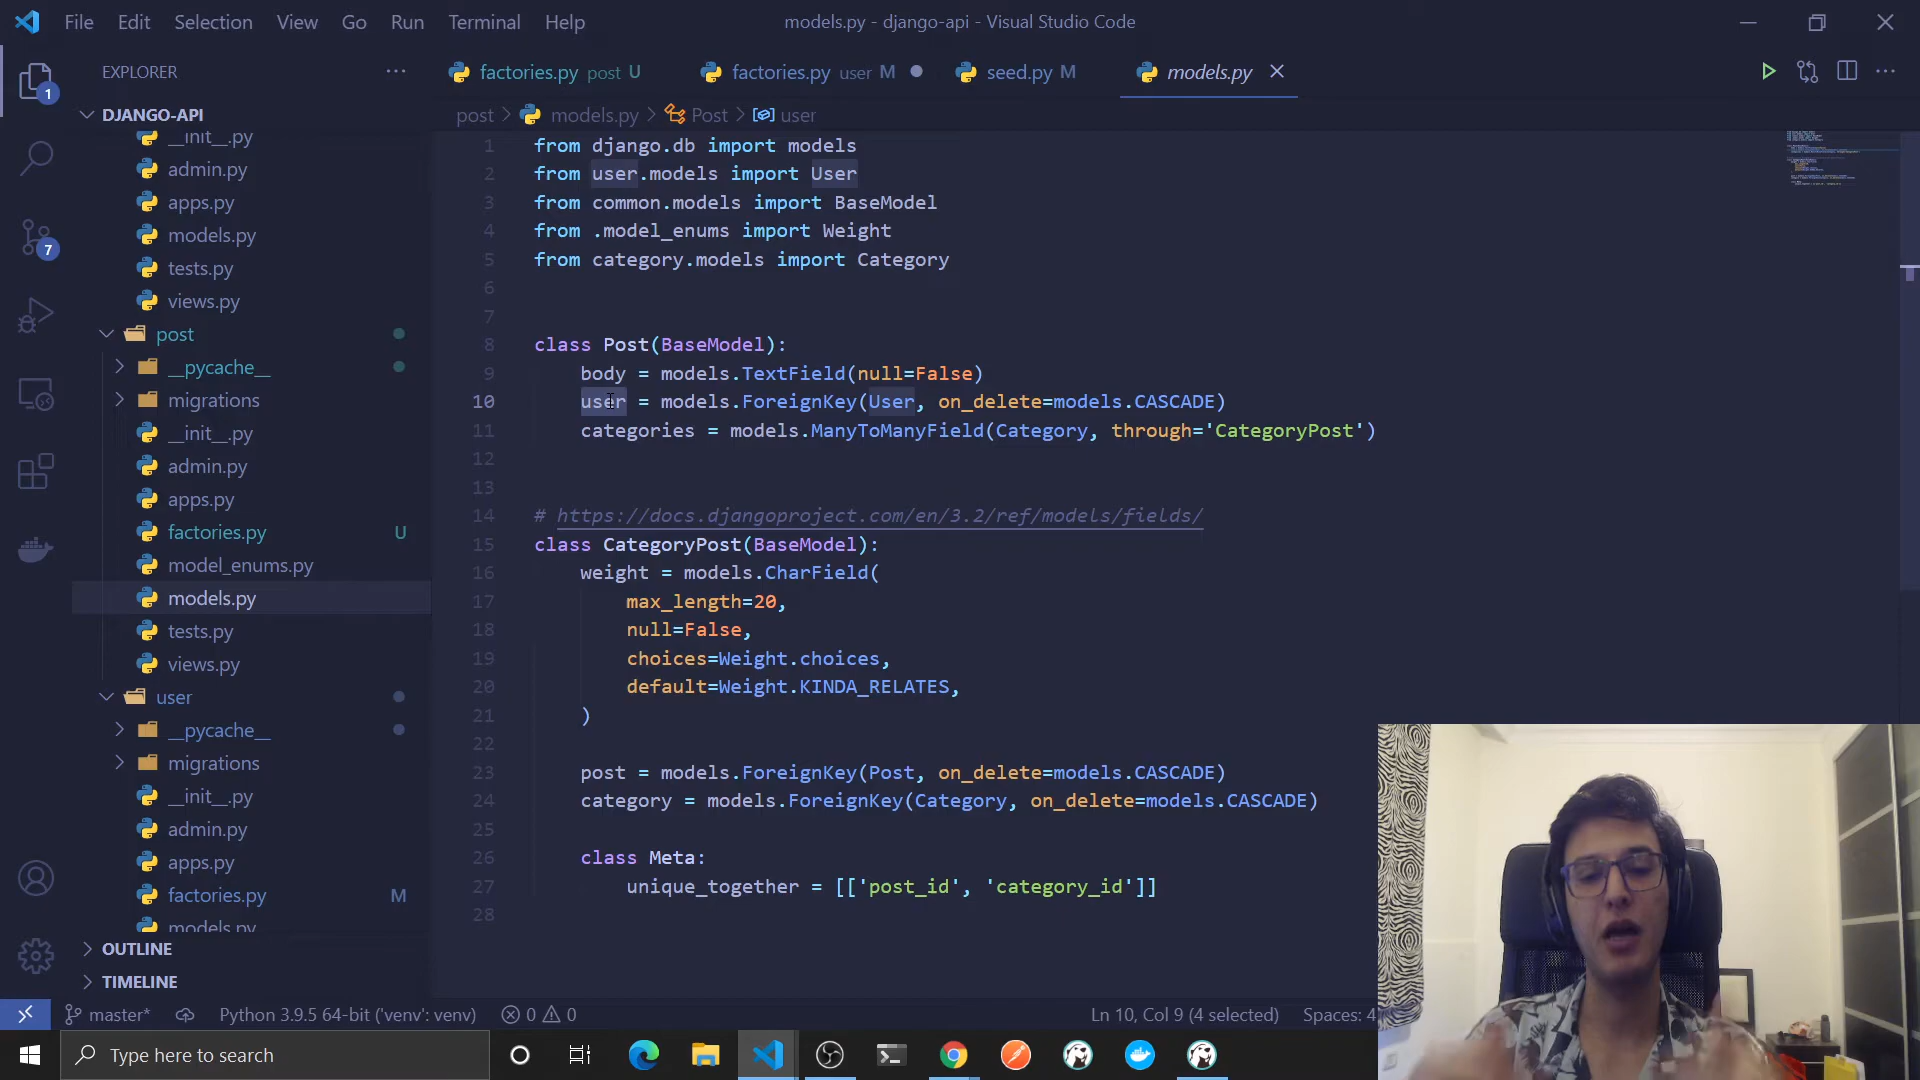 File Edit Selection View Go Run Terminal Help
models.py - django-api - Visual Studio Code
EXPLORER
DJANGO-API
__init__.py
admin.py
apps.py
models.py
tests.py
views.py
post
__pycache__
migrations
__init__.py
admin.py
apps.py
factories.py U
model_enums.py
models.py
tests.py
views.py
user
__pycache__
migrations
__init__.py
admin.py
apps.py
factories.py M
models.py
OUTLINE
TIMELINE
1
7
factories.py post U
factories.py user M
seed.py M
models.py
post > models.py > Post > user
1 from django.db import models
2 from user.models import User
3 from common.models import BaseModel
4 from .model_enums import Weight
5 from category.models import Category
6
7
8 class Post(BaseModel):
9 body = models.TextField(null=False)
10 user = models.ForeignKey(User, on_delete=models.CASCADE)
11 categories = models.ManyToManyField(Category, through='CategoryPost')
12
13
14 # https://docs.djangoproject.com/en/3.2/ref/models/fields/
15 class CategoryPost(BaseModel):
16 weight = models.CharField(
17 max_length=20,
18 null=False,
19 choices=Weight.choices,
20 default=Weight.KINDA_RELATES,
21 )
22
23 post = models.ForeignKey(Post, on_delete=models.CASCADE)
24 category = models.ForeignKey(Category, on_delete=models.CASCADE)
25
26 class Meta:
27 unique_together = [['post_id', 'category_id']]
28
master* Python 3.9.5 64-bit ('venv': venv) 0 0
Ln 10, Col 9 (4 selected) Spaces: 4
Type here to search